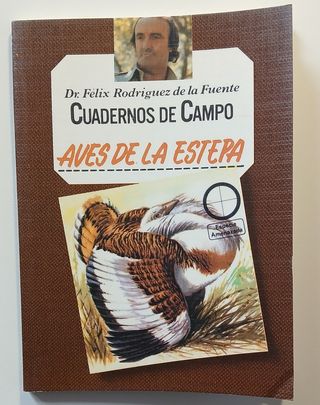 Dr. Félix Rodríguez de la Fuente
CUADERNOS DE CAMPO
AVES DE LA ESTEPA
Especie
Amenazada